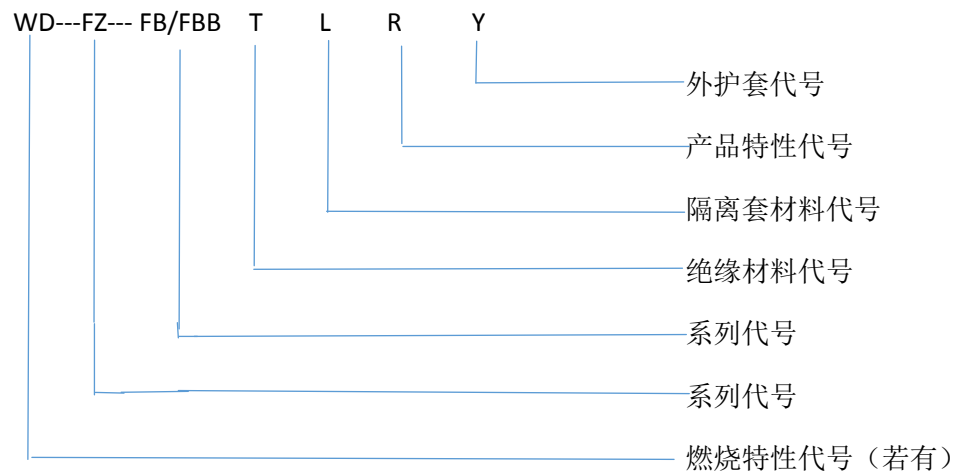 WD---FZ--- FB/FBB T L R Y
外护套代号
产品特性代号
隔离套材料代号
绝缘材料代号
系列代号
系列代号
燃烧特性代号（若有）